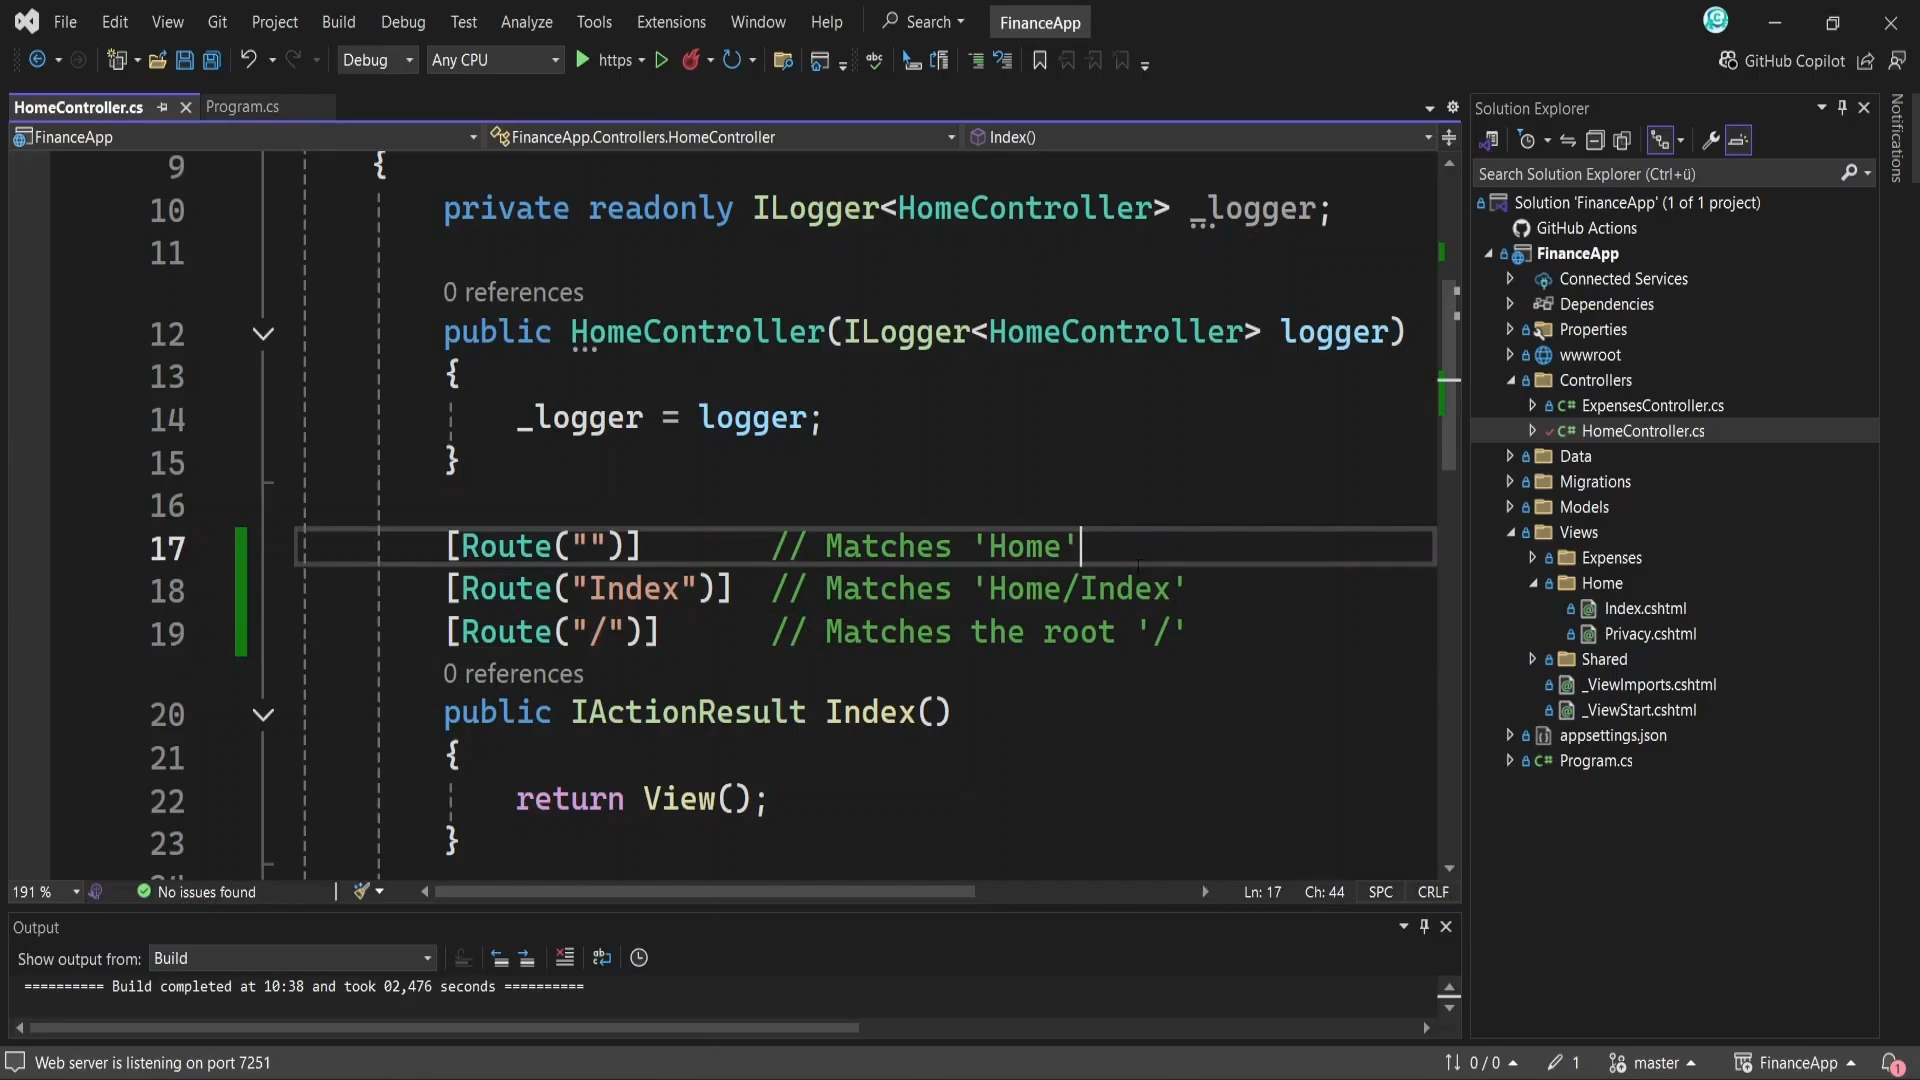 File Edit View Git Project Build Debug Test Analyze Tools Extensions Window Help Search FinanceApp
Debug Any CPU https GitHub Copilot
HomeController.cs Program.cs
FinanceApp FinanceApp.Controllers.HomeController Index()
9 {
10 private readonly ILogger<HomeController> _logger;
11
0 references
12 public HomeController(ILogger<HomeController> logger)
13 {
14 _logger = logger;
15 }
16
17 [Route("")] // Matches 'Home'
18 [Route("Index")] // Matches 'Home/Index'
19 [Route("/")] // Matches the root '/'
0 references
20 public IActionResult Index()
21 {
22 return View();
23 }
191 % No issues found Ln: 17 Ch: 44 SPC CRLF
Output
Show output from: Build
========== Build completed at 10:38 and took 02,476 seconds ==========
Solution Explorer
Search Solution Explorer (Ctrl+ü)
Solution 'FinanceApp' (1 of 1 project)
GitHub Actions
FinanceApp
Connected Services
Dependencies
Properties
wwwroot
Controllers
C# ExpensesController.cs
C# HomeController.cs
Data
Migrations
Models
Views
Expenses
Home
Index.cshtml
Privacy.cshtml
Shared
_ViewImports.cshtml
_ViewStart.cshtml
appsettings.json
C# Program.cs
Notifications
Web server is listening on port 7251 0 / 0 1 master FinanceApp 1